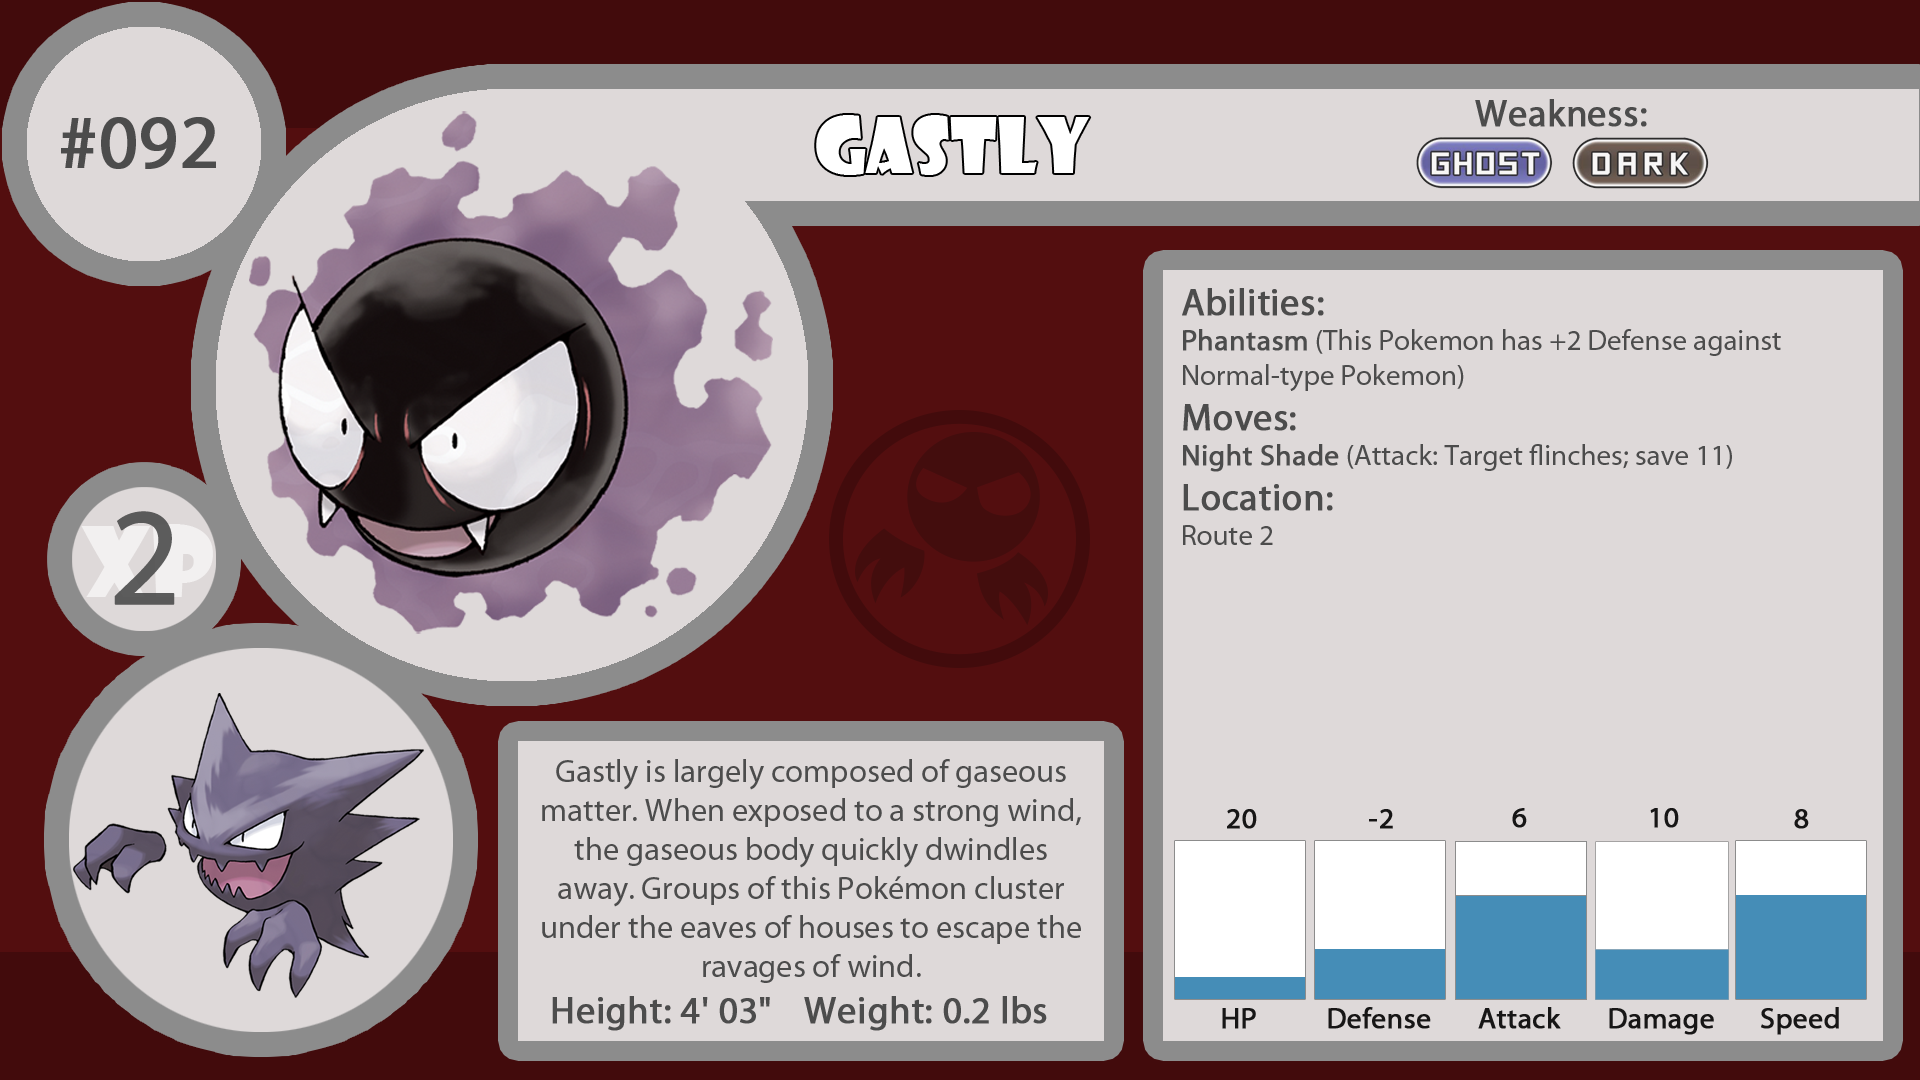 #092
GASTLY
Weakness:
GHOST DARK
XP
2
Abilities:
Phantasm (This Pokemon has +2 Defense against
Normal-type Pokemon)
Moves:
Night Shade (Attack: Target flinches; save 11)
Location:
Route 2
Gastly is largely composed of gaseous
matter. When exposed to a strong wind,
the gaseous body quickly dwindles
away. Groups of this Pokémon cluster
under the eaves of houses to escape the
ravages of wind.
Height: 4' 03" Weight: 0.2 lbs
20 -2 6 10 8
HP Defense Attack Damage Speed